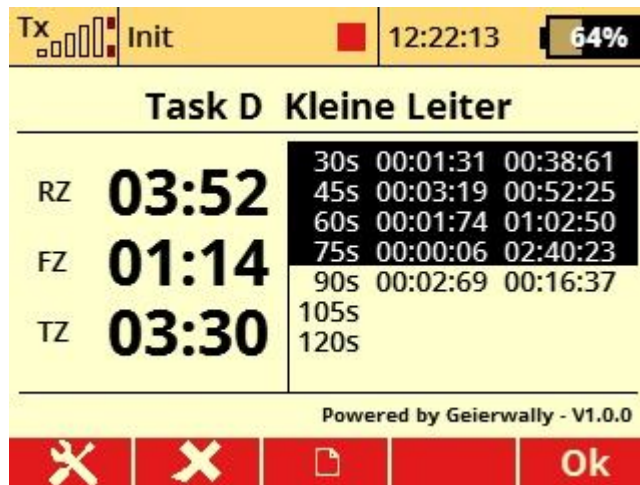 Tx Init 12:22:13 64%
Task D Kleine Leiter
RZ 03:52
FZ 01:14
TZ 03:30
30s 00:01:31 00:38:61
45s 00:03:19 00:52:25
60s 00:01:74 01:02:50
75s 00:00:06 02:40:23
90s 00:02:69 00:16:37
105s
120s
Powered by Geierwally - V1.0.0
Ok